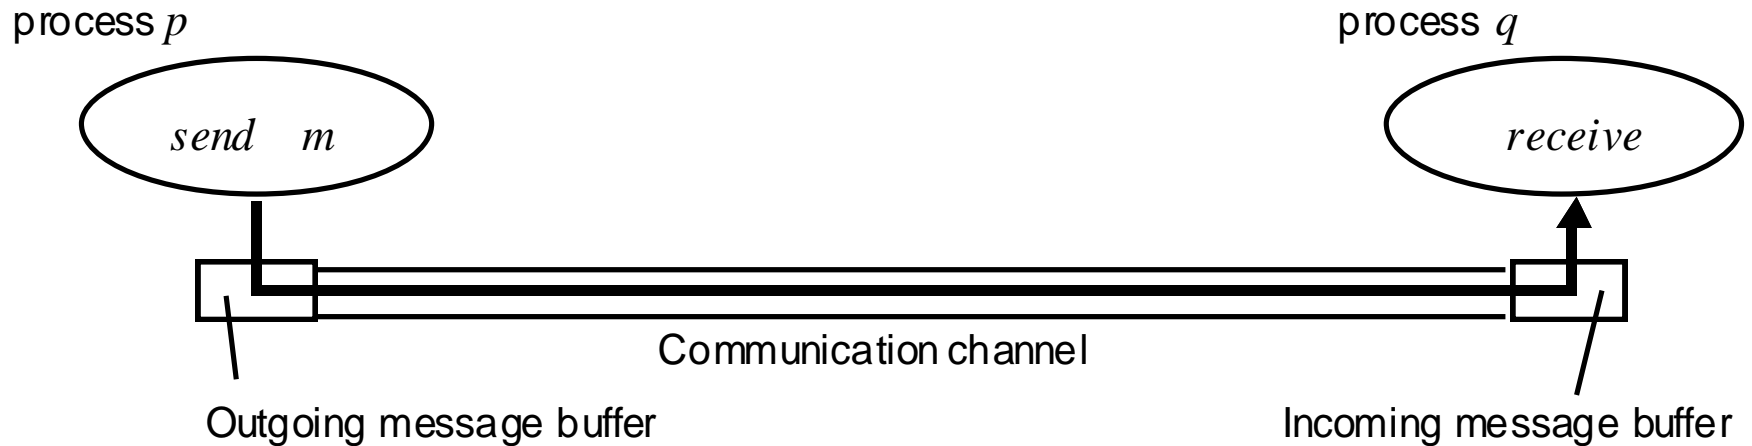 process p
process q
send m
receive
Communication channel
Outgoing message buffer
Incoming message buffer